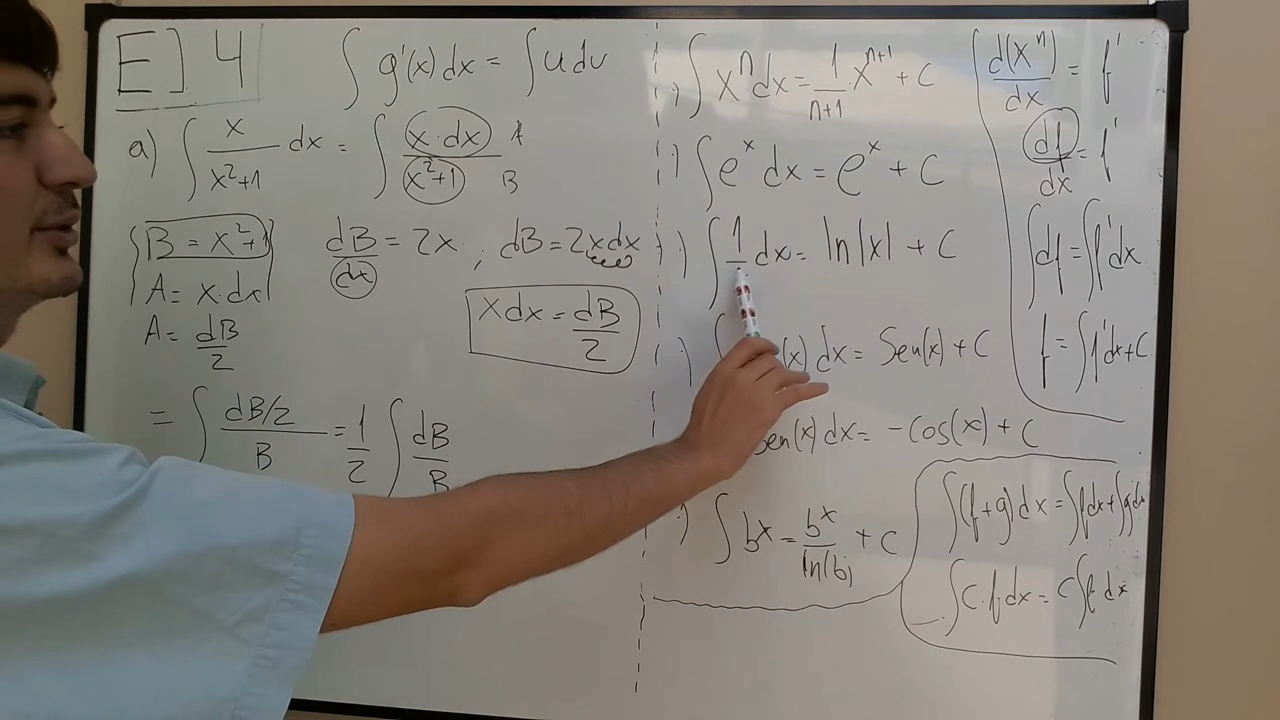 E] 4
∫ g'(x) dx = ∫ u du
a) ∫ x/(x²+1) dx = ∫ (x·dx)/(x²+1) A B
B = x²+1
A = x·dx
A = dB/2
dB/dx = 2x , dB = 2xdx
xdx = dB/2
= ∫ (dB/2)/B = 1/2 ∫ dB/B
·) ∫ xⁿ dx = 1/(n+1) · xⁿ⁺¹ + C
·) ∫ eˣ dx = eˣ + C
·) ∫ 1 dx = ln|x| + C
·) ∫ (x) dx = Sen(x) + C
Sen(x) dx = -Cos(x) + C
·) ∫ bˣ = bˣ/ln(b) + C
d(xⁿ)/dx = f'
df/dx = f'
∫ df = ∫ f' dx
f = ∫ f' dx + C
∫ (f+g) dx = ∫ f dx + ∫ g dx
∫ C·f dx = C ∫ f dx